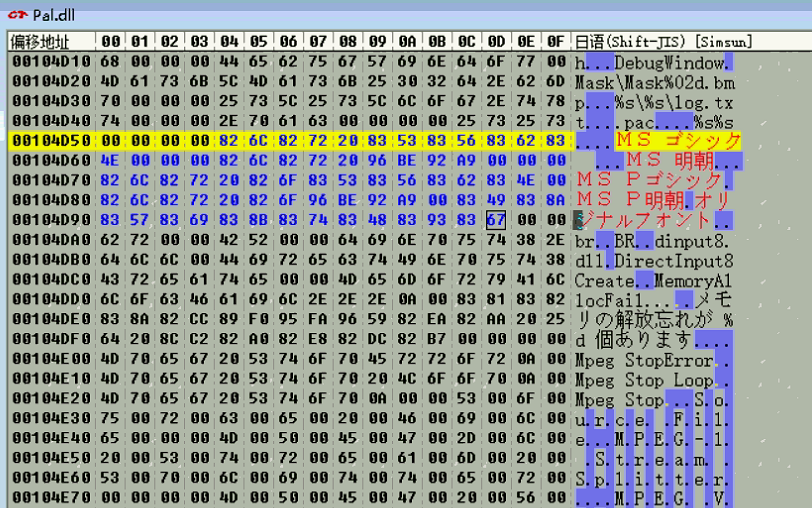 Pal.dll
偏移地址 00 01 02 03 04 05 06 07 08 09 0A 0B 0C 0D 0E 0F 日语(Shift-JIS) [Simsun]
00104D10 68 00 00 00 44 65 62 75 67 57 69 6E 64 6F 77 00 h...DebugWindow.
00104D20 4D 61 73 6B 5C 4D 61 73 6B 25 30 32 64 2E 62 6D Mask\Mask%02d.bm
00104D30 70 00 00 00 25 73 5C 25 73 5C 6C 6F 67 2E 74 78 p...%s\%s\log.tx
00104D40 74 00 00 00 2E 70 61 63 00 00 00 00 25 73 25 73 t....pac....%s%s
00104D50 00 00 00 00 82 6C 82 72 20 83 53 83 56 83 62 83 ....ＭＳ ゴシック
00104D60 4E 00 00 00 82 6C 82 72 20 96 BE 92 A9 00 00 00 ...ＭＳ 明朝...
00104D70 82 6C 82 72 20 82 6F 83 53 83 56 83 62 83 4E 00 ＭＳ Ｐゴシック.
00104D80 82 6C 82 72 20 82 6F 96 BE 92 A9 00 83 49 83 8A ＭＳ Ｐ明朝.オリ
00104D90 83 57 83 69 83 8B 83 74 83 48 83 93 83 67 00 00 ジナルフォント..
00104DA0 62 72 00 00 42 52 00 00 64 69 6E 70 75 74 38 2E br..BR..dinput8.
00104DB0 64 6C 6C 00 44 69 72 65 63 74 49 6E 70 75 74 38 dll.DirectInput8
00104DC0 43 72 65 61 74 65 00 00 4D 65 6D 6F 72 79 41 6C Create..MemoryAl
00104DD0 6C 6F 63 46 61 69 6C 2E 2E 2E 0A 00 83 81 83 82 locFail.....メモ
00104DE0 83 8A 82 CC 89 F0 95 FA 96 59 82 EA 82 AA 20 25 リの解放忘れが %
00104DF0 64 20 8C C2 82 A0 82 E8 82 DC 82 B7 00 00 00 00 d 個あります....
00104E00 4D 70 65 67 20 53 74 6F 70 45 72 72 6F 72 0A 00 Mpeg StopError..
00104E10 4D 70 65 67 20 53 74 6F 70 20 4C 6F 6F 70 0A 00 Mpeg Stop Loop..
00104E20 4D 70 65 67 20 53 74 6F 70 0A 00 00 53 00 6F 00 Mpeg Stop...S.o.
00104E30 75 00 72 00 63 00 65 00 20 00 46 00 69 00 6C 00 u.r.c.e. .F.i.l.
00104E40 65 00 00 00 4D 00 50 00 45 00 47 00 2D 00 6C 00 e...M.P.E.G.-.l.
00104E50 20 00 53 00 74 00 72 00 65 00 61 00 6D 00 20 00 .S.t.r.e.a.m. .
00104E60 53 00 70 00 6C 00 69 00 74 00 74 00 65 00 72 00 S.p.l.i.t.t.e.r.
00104E70 00 00 00 00 4D 00 50 00 45 00 47 00 20 00 56 00 ....M.P.E.G. .V.